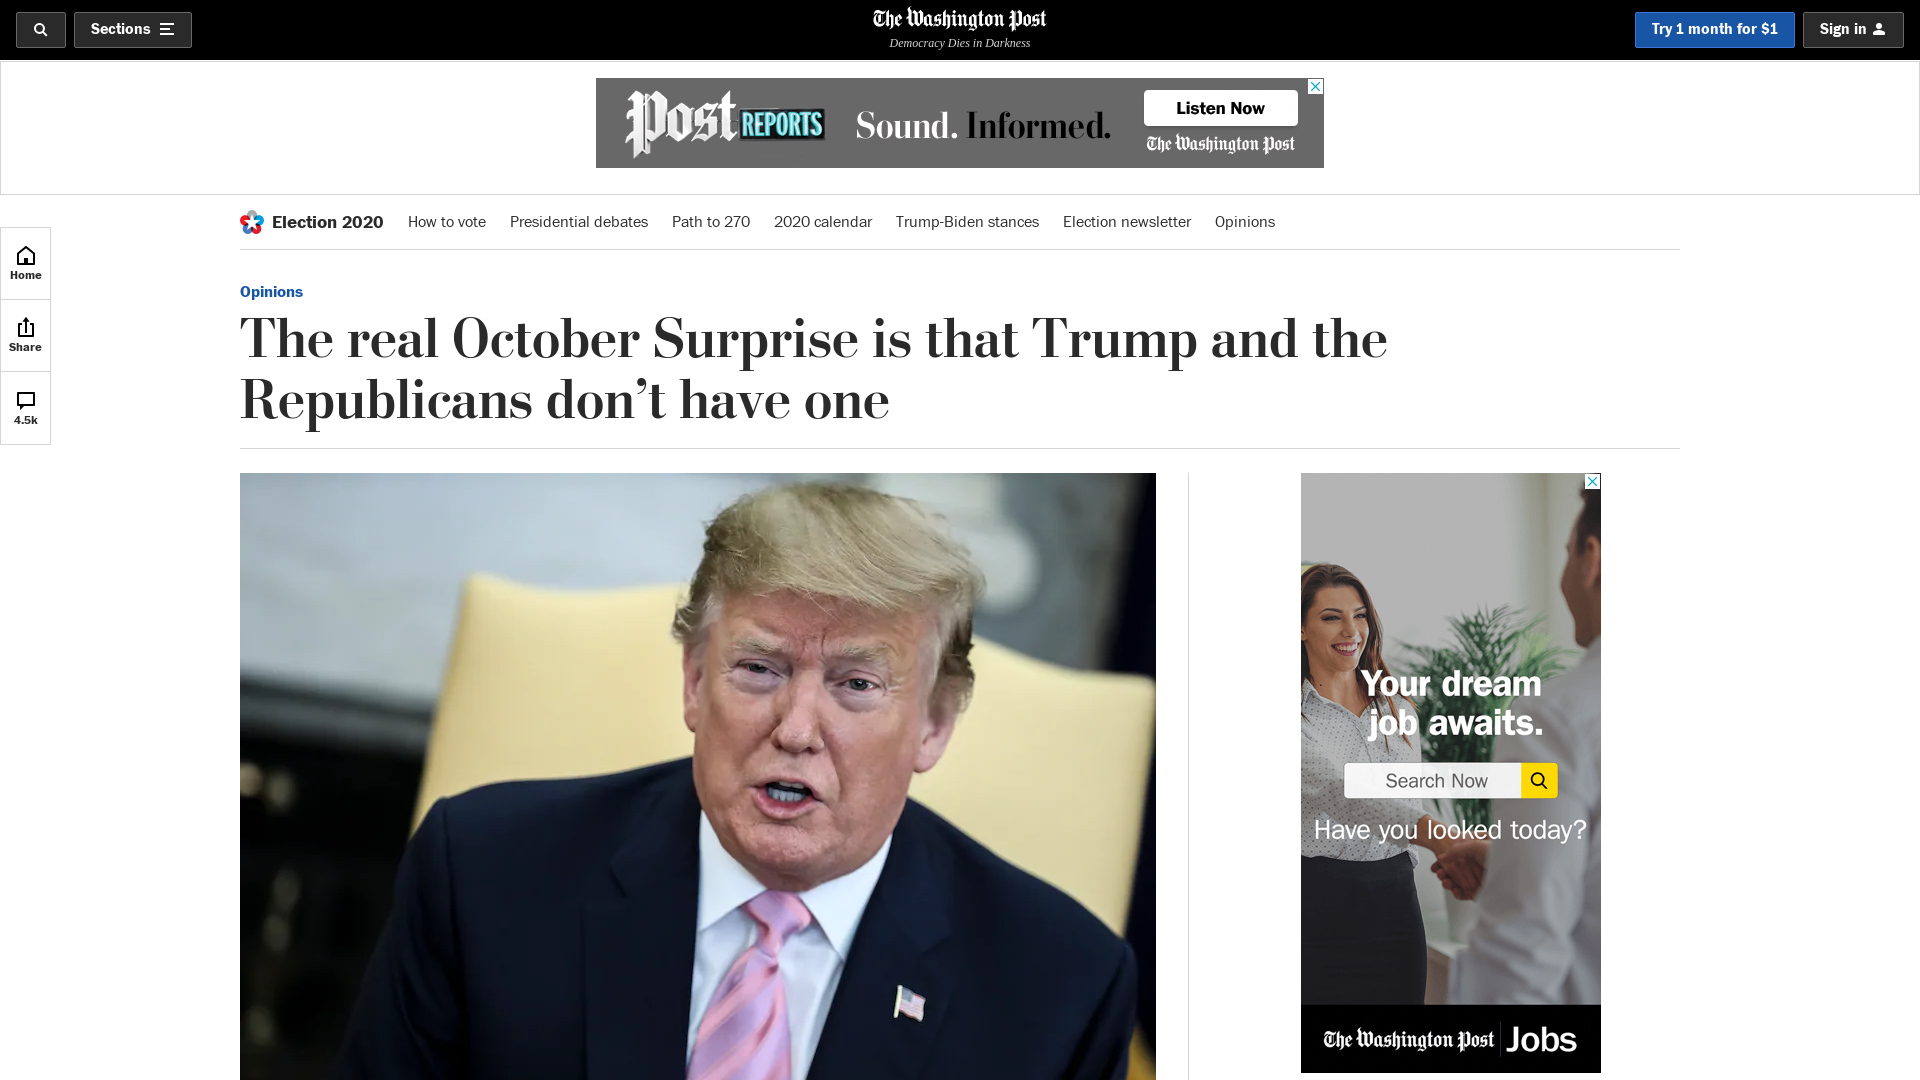 Sections
The Washington Post
Democracy Dies in Darkness
Try 1 month for $1
Sign in
Post REPORTS
Sound. Informed.
Listen Now
The Washington Post
Election 2020
How to vote
Presidential debates
Path to 270
2020 calendar
Trump-Biden stances
Election newsletter
Opinions
Home
Share
4.5k
Opinions
The real October Surprise is that Trump and the
Republicans don’t have one
Your dream
job awaits.
Search Now
Have you looked today?
The Washington Post Jobs